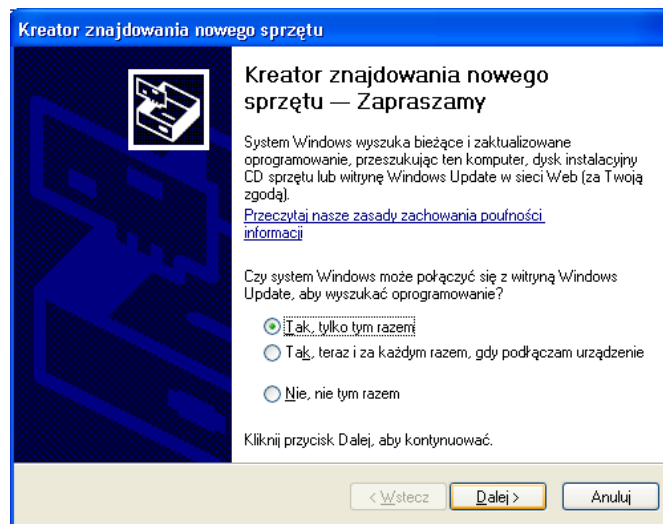 Kreator znajdowania nowego sprzętu
Kreator znajdowania nowego
sprzętu — Zapraszamy
System Windows wyszuka bieżące i zaktualizowane
oprogramowanie, przeszukując ten komputer, dysk instalacyjny
CD sprzętu lub witrynę Windows Update w sieci Web (za Twoją
zgodą).
Przeczytaj nasze zasady zachowania poufności
informacji
Czy system Windows może połączyć się z witryną Windows
Update, aby wyszukać oprogramowanie?
Tak, tylko tym razem
Tak, teraz i za każdym razem, gdy podłączam urządzenie
Nie, nie tym razem
Kliknij przycisk Dalej, aby kontynuować.
< Wstecz
Dalej >
Anuluj